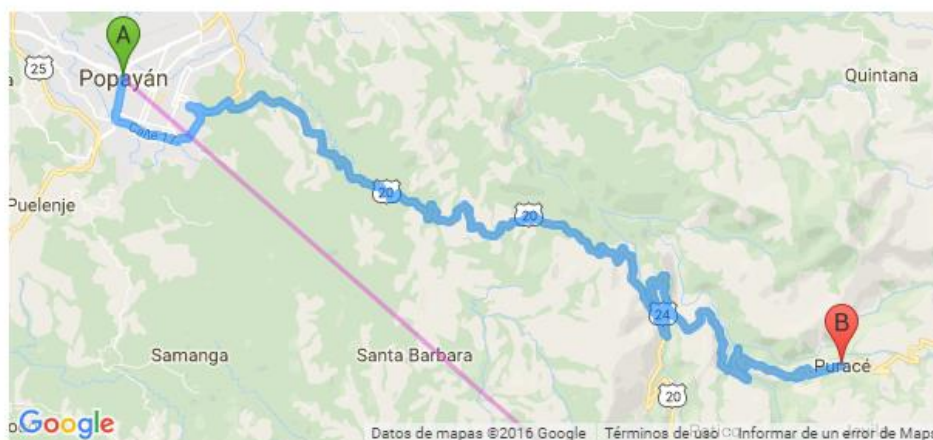 A
25
Popayán
Quintana
Calle 17
Puelenje
20
20
24
B
Samanga
Santa Barbara
Puracé
20
Google
Datos de mapas ©2016 Google
Términos de uso
Informar de un error de Maps